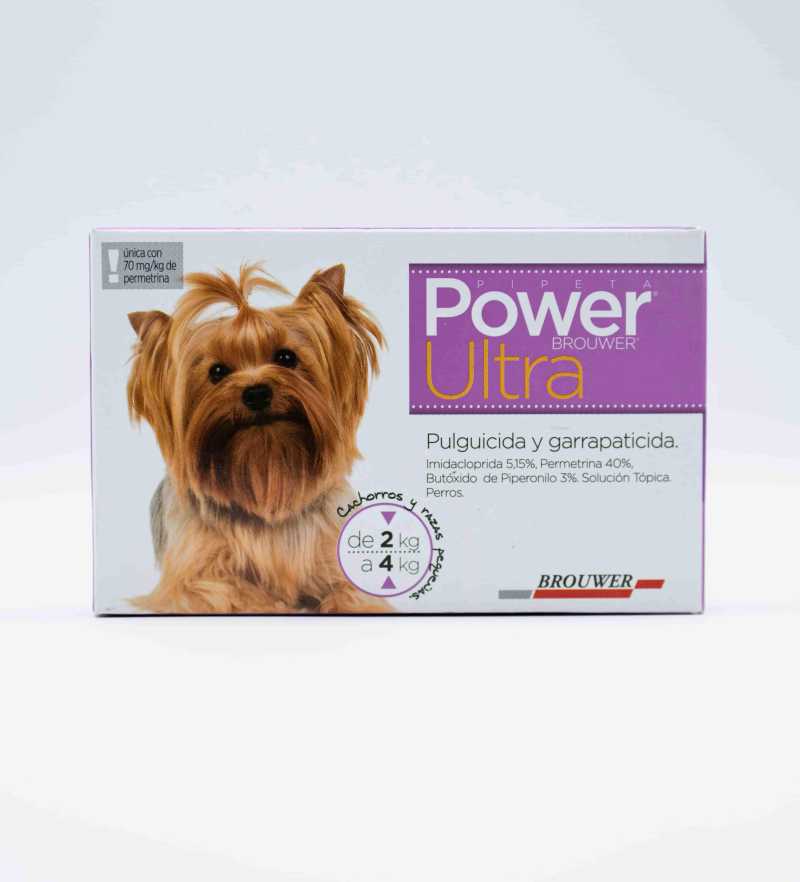 única con
70 mg/kg de
permetrina
PIPETA
Power®
BROUWER®
Ultra
Pulguicida y garrapaticida.
Imidacloprida 5,15%, Permetrina 40%,
Butóxido de Piperonilo 3%. Solución Tópica.
Perros.
Cachorros y razas pequeñas.
de 2 kg
a 4 kg
BROUWER